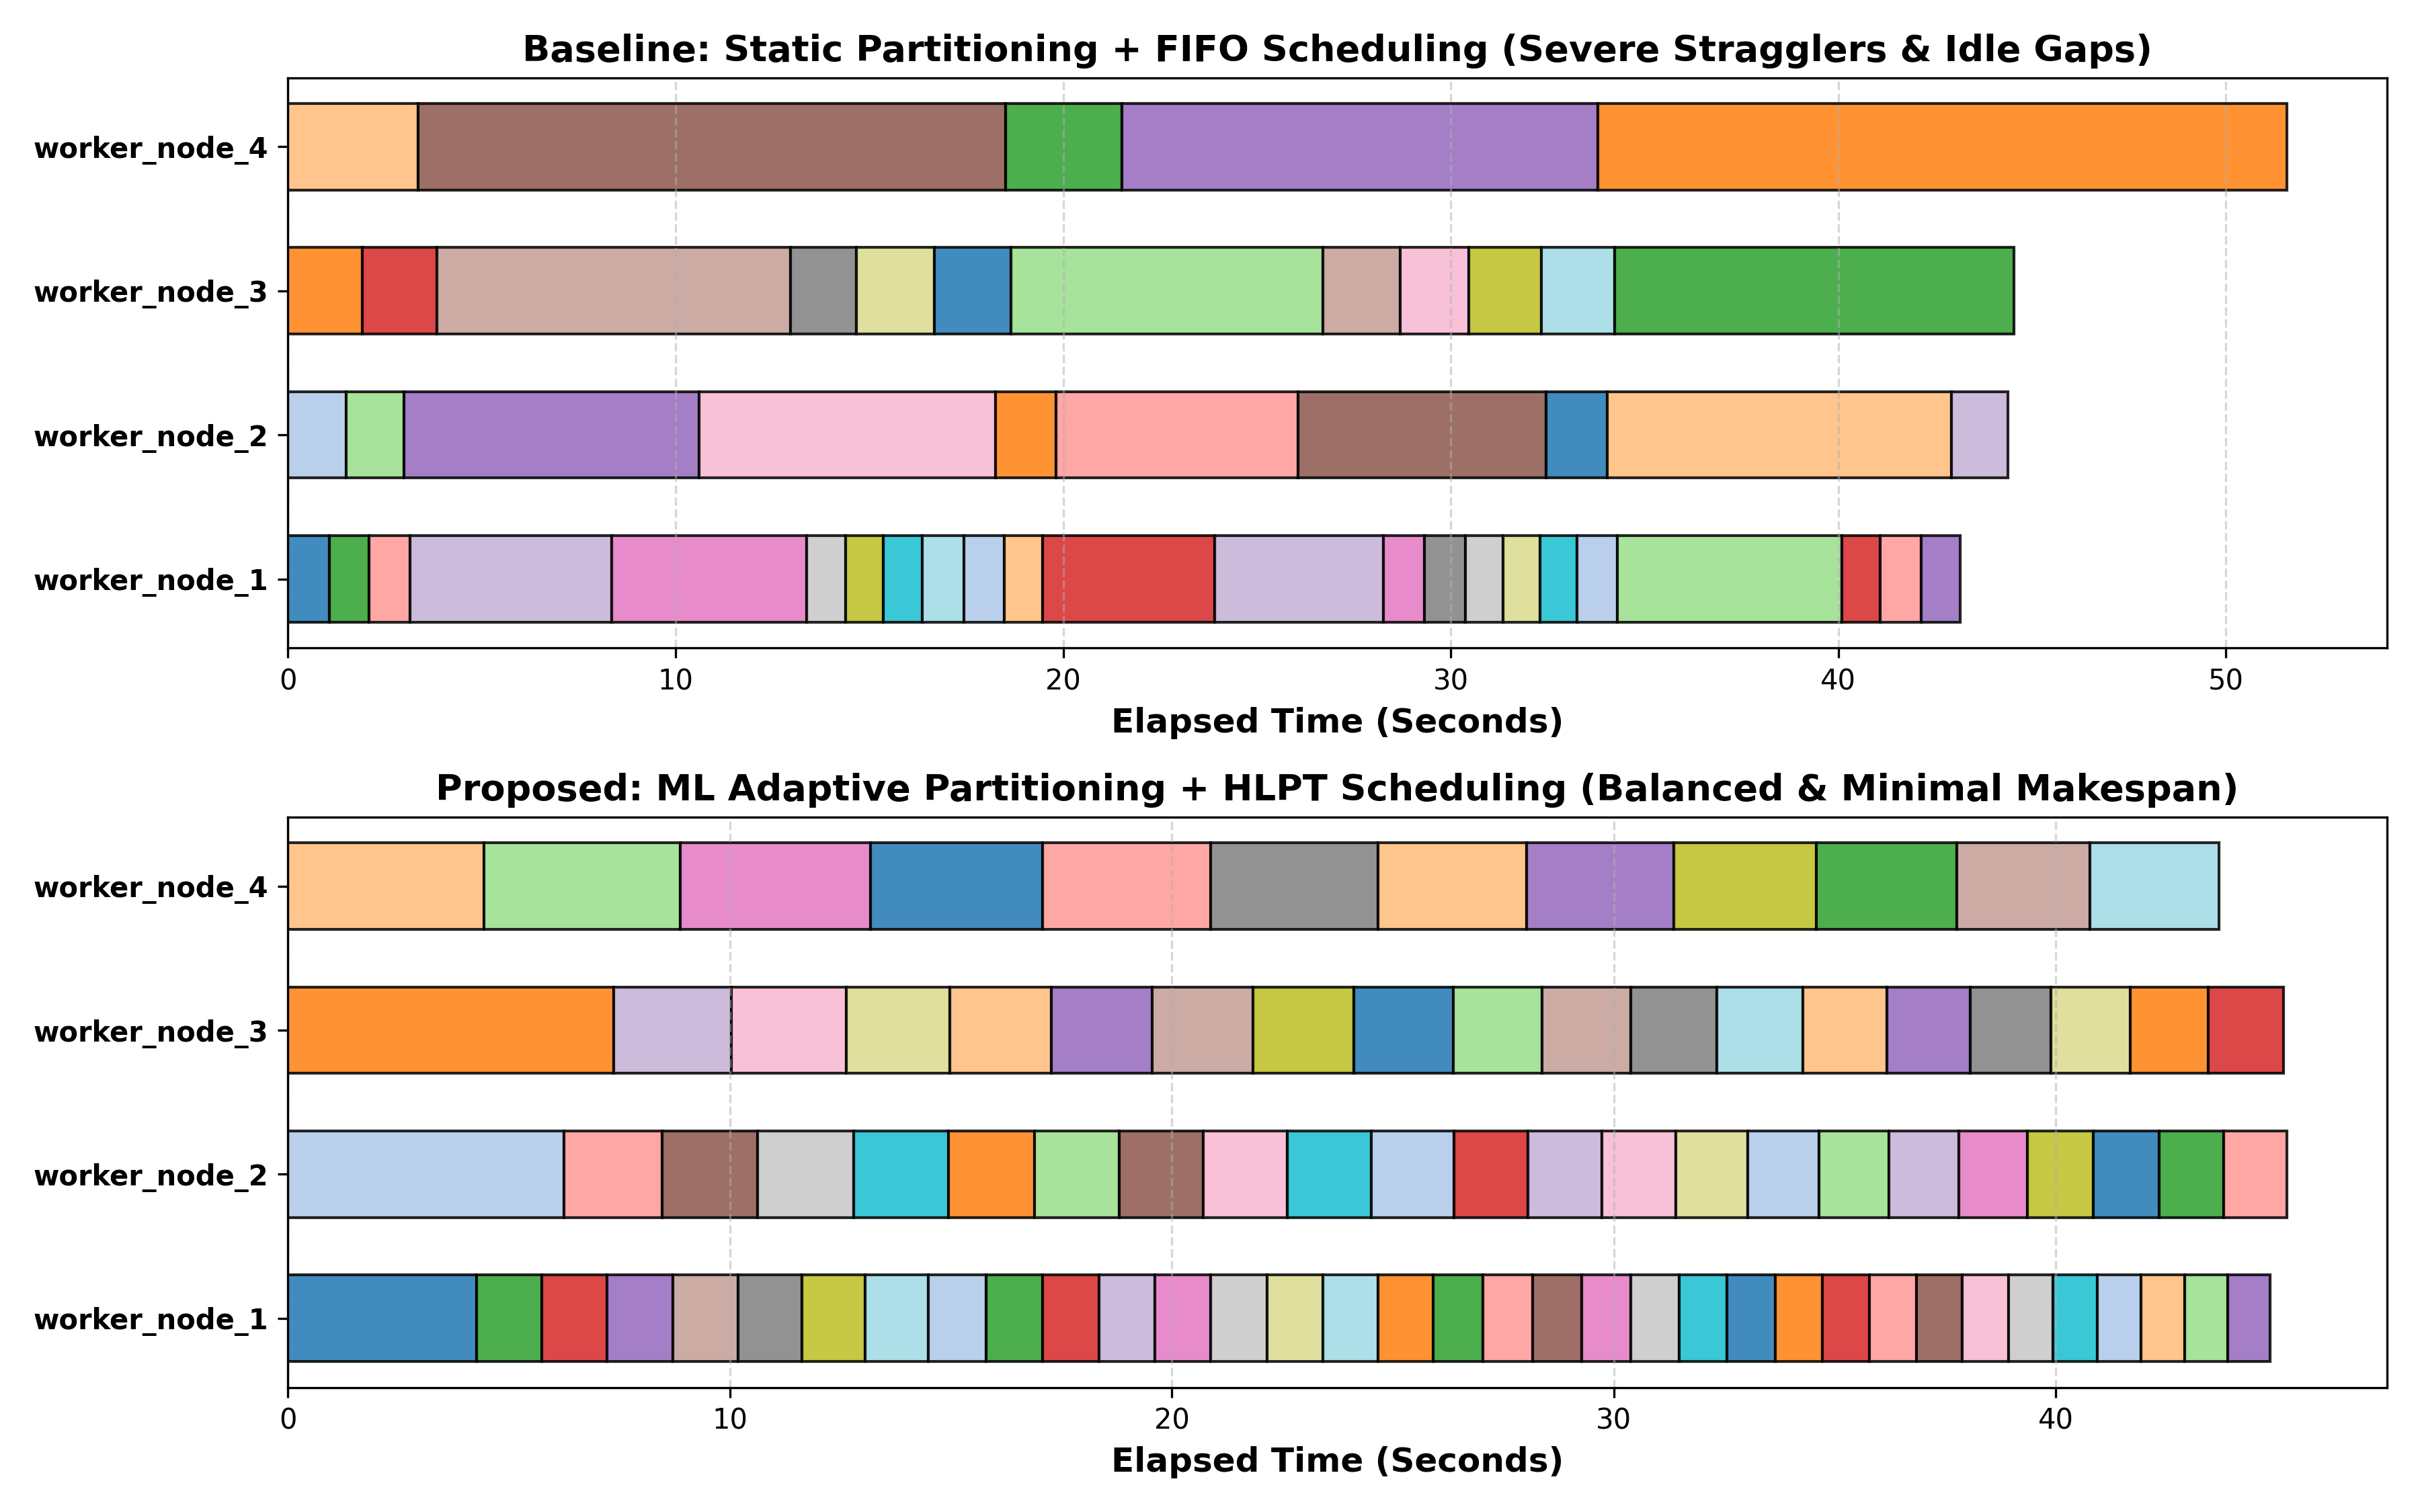 Baseline: Static Partitioning + FIFO Scheduling (Severe Stragglers & Idle Gaps)
worker_node_4
worker_node_3
worker_node_2
worker_node_1
0 10 20 30 40 50
Elapsed Time (Seconds)
Proposed: ML Adaptive Partitioning + HLPT Scheduling (Balanced & Minimal Makespan)
worker_node_4
worker_node_3
worker_node_2
worker_node_1
0 10 20 30 40
Elapsed Time (Seconds)